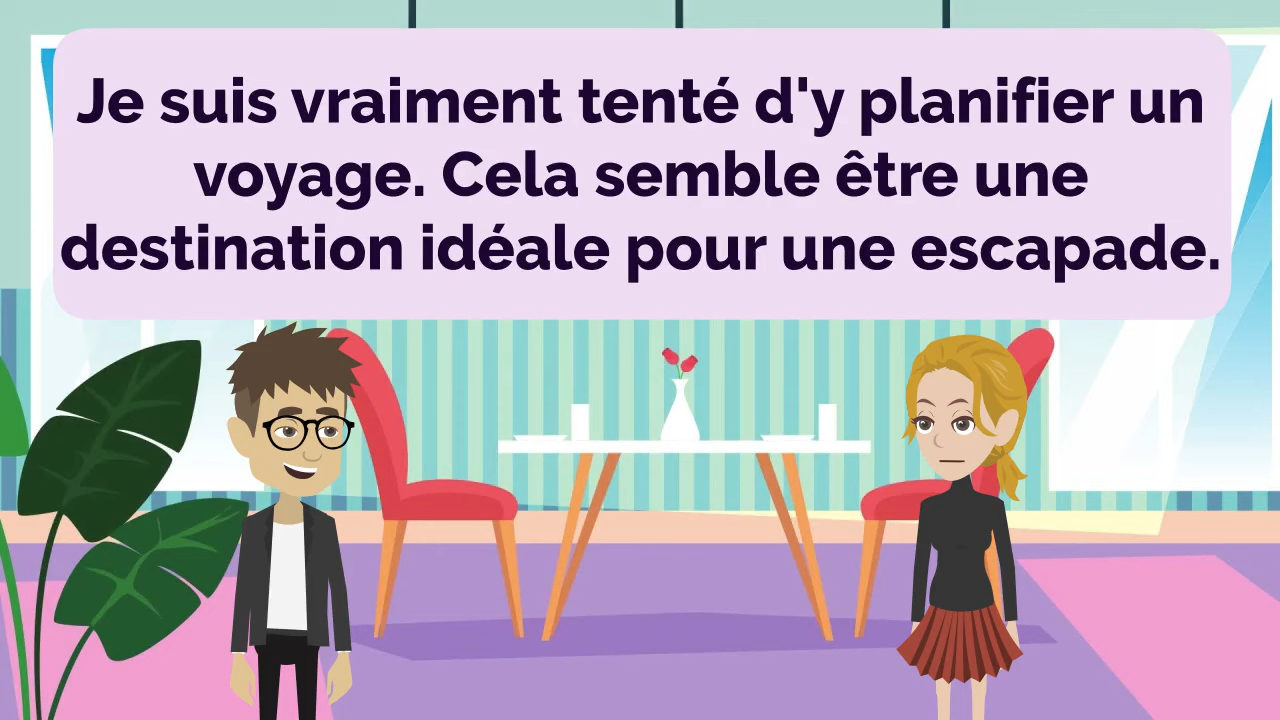 Je suis vraiment tenté d'y planifier un
voyage. Cela semble être une
destination idéale pour une escapade.